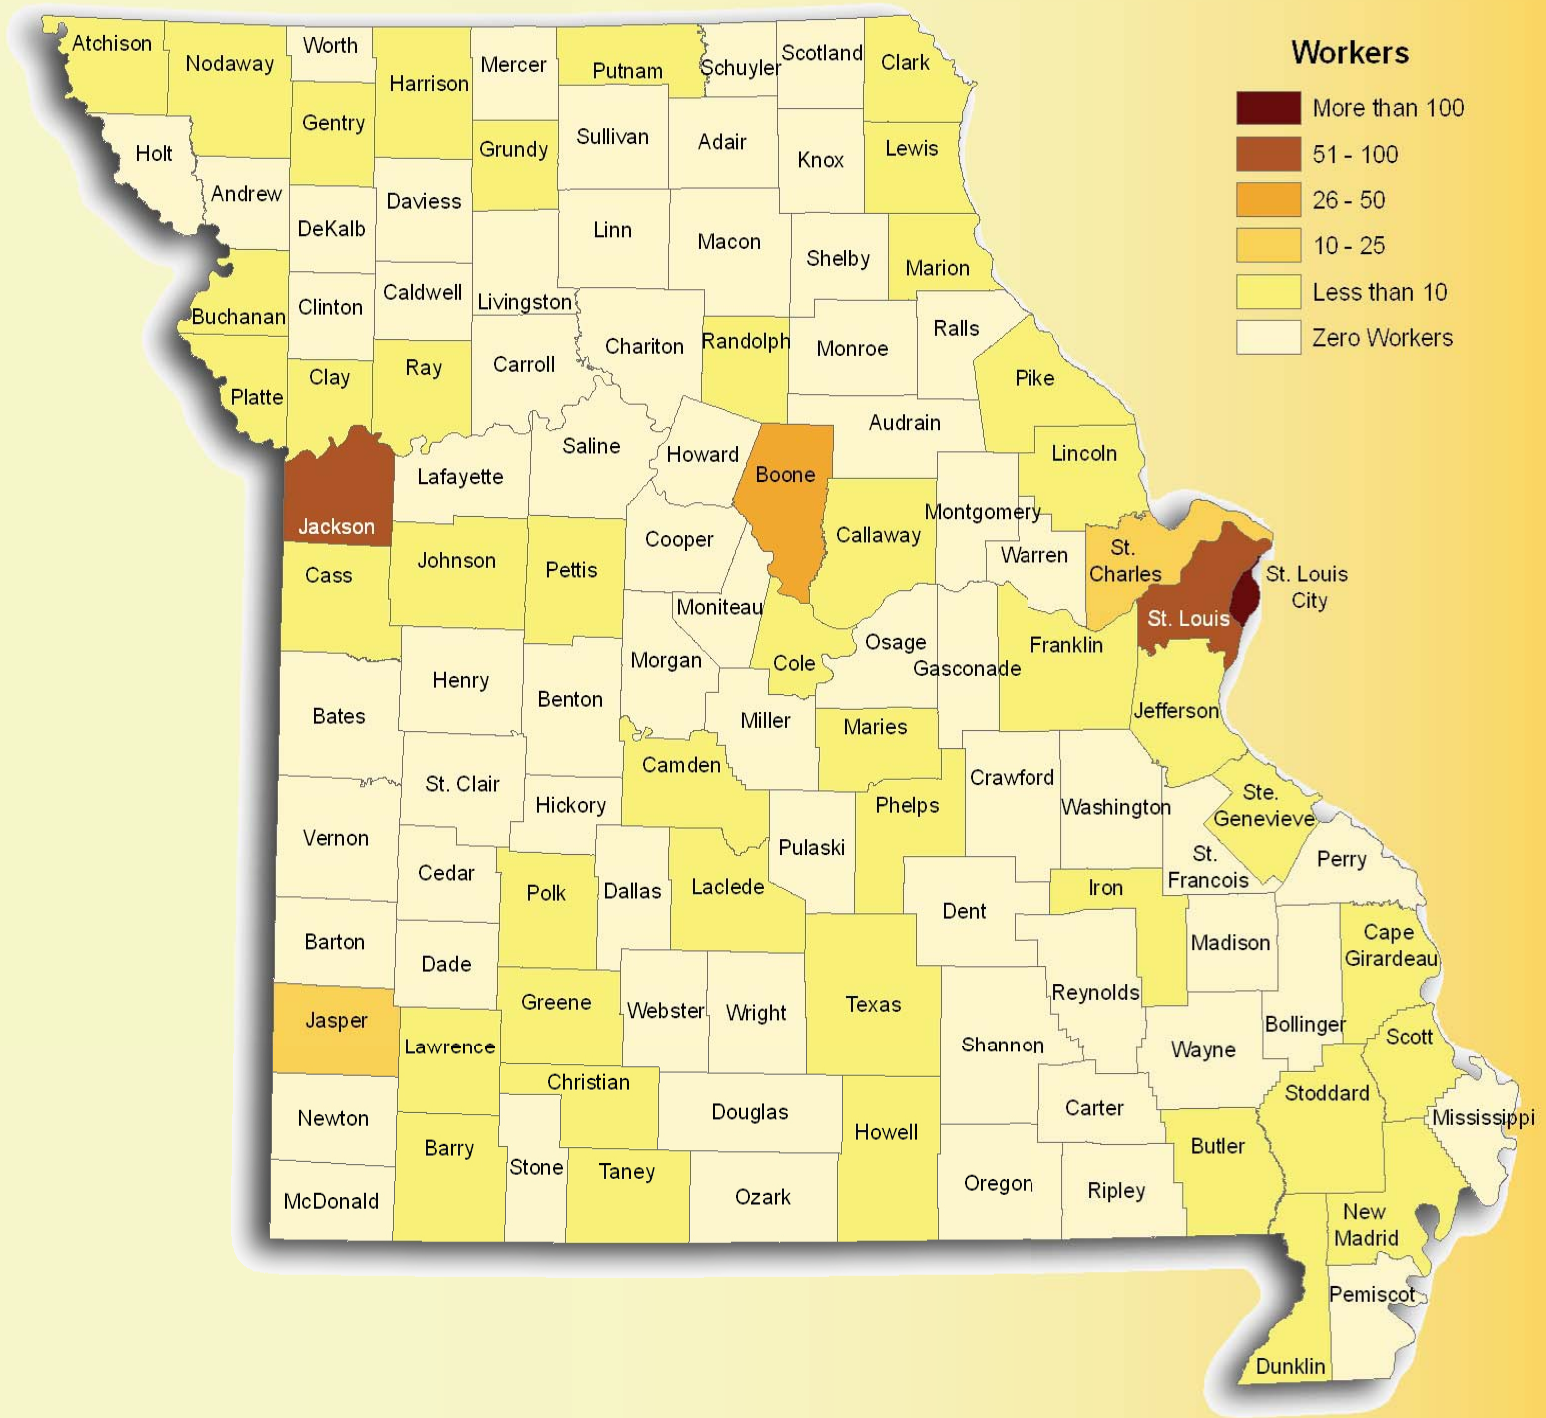 Workers
More than 100
51 - 100
26 - 50
10 - 25
Less than 10
Zero Workers
Atchison
Nodaway
Worth
Harrison
Mercer
Putnam
Schuyler
Scotland
Clark
Gentry
Grundy
Sullivan
Adair
Knox
Lewis
Holt
Andrew
DeKalb
Daviess
Linn
Macon
Shelby
Marion
Buchanan
Clinton
Caldwell
Livingston
Chariton
Randolph
Monroe
Ralls
Pike
Platte
Clay
Ray
Carroll
Audrain
Lincoln
Saline
Howard
Boone
Lafayette
Jackson
Montgomery
Callaway
Cooper
Warren
St.
Charles
St. Louis
City
St. Louis
Cass
Johnson
Pettis
Moniteau
Cole
Osage
Gasconade
Franklin
Jefferson
Morgan
Henry
Benton
Bates
Miller
Maries
Camden
St. Clair
Hickory
Phelps
Crawford
Washington
Ste.
Genevieve
St.
Francois
Perry
Vernon
Pulaski
Cedar
Polk
Dallas
Laclede
Dent
Iron
Madison
Cape
Girardeau
Barton
Dade
Greene
Webster
Wright
Texas
Reynolds
Bollinger
Scott
Jasper
Lawrence
Shannon
Wayne
Christian
Stoddard
Mississippi
Newton
Douglas
Howell
Carter
Butler
Barry
Stone
Taney
Ozark
Oregon
Ripley
McDonald
New
Madrid
Pemiscot
Dunklin